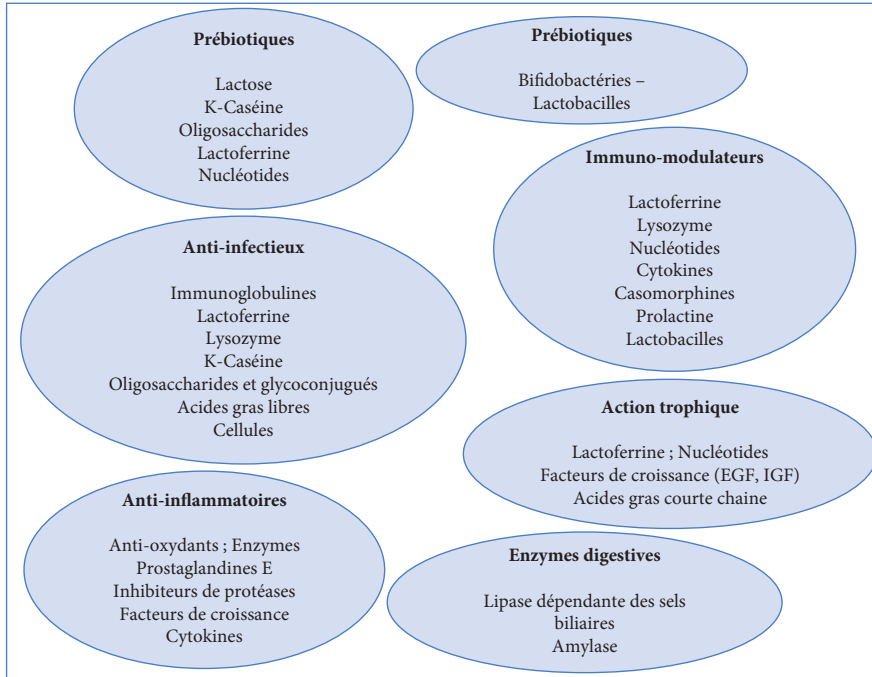 Prébiotiques
Lactose
K-Caséine
Oligosaccharides
Lactoferrine
Nucléotides
Prébiotiques
Bifidobactéries –
Lactobacilles
Immuno-modulateurs
Lactoferrine
Lysozyme
Nucléotides
Cytokines
Casomorphines
Prolactine
Lactobacilles
Anti-infectieux
Immunoglobulines
Lactoferrine
Lysozyme
K-Caséine
Oligosaccharides et glycoconjugués
Acides gras libres
Cellules
Action trophique
Lactoferrine ; Nucléotides
Facteurs de croissance (EGF, IGF)
Acides gras courte chaine
Anti-inflammatoires
Anti-oxydants ; Enzymes
Prostaglandines E
Inhibiteurs de protéases
Facteurs de croissance
Cytokines
Enzymes digestives
Lipase dépendante des sels
biliaires
Amylase